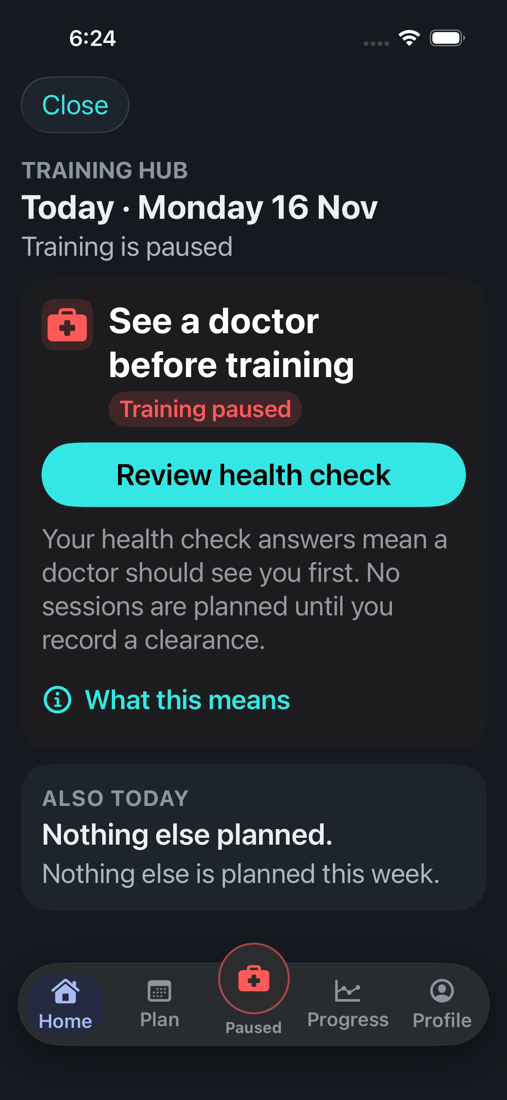 6:24
Close
TRAINING HUB
Today · Monday 16 Nov
Training is paused
See a doctor
before training
Training paused
Review health check
Your health check answers mean a
doctor should see you first. No
sessions are planned until you
record a clearance.
What this means
ALSO TODAY
Nothing else planned.
Nothing else is planned this week.
Home
Plan
Paused
Progress
Profile